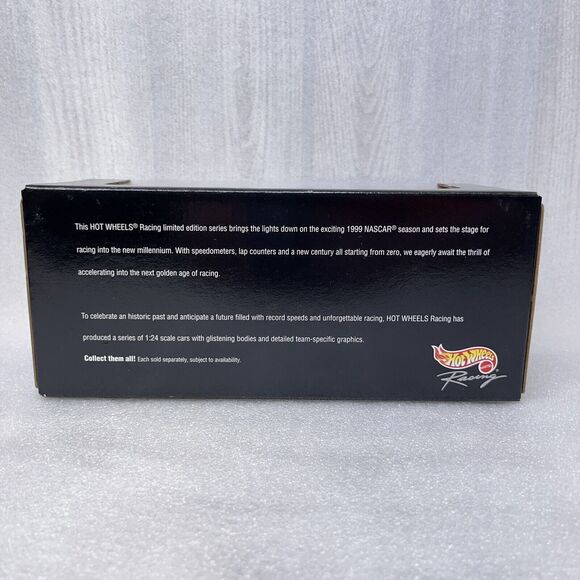 This HOT WHEELS® Racing limited edition series brings the lights down on the exciting 1999 NASCAR® season and sets the stage for
racing into the new millennium. With speedometers, lap counters and a new century all starting from zero, we eagerly await the thrill of
accelerating into the next golden age of racing.
To celebrate an historic past and anticipate a future filled with record speeds and unforgettable racing, HOT WHEELS Racing has
produced a series of 1:24 scale cars with glistening bodies and detailed team-specific graphics.
Collect them all! Each sold separately, subject to availability.
Hot Wheels
Racing